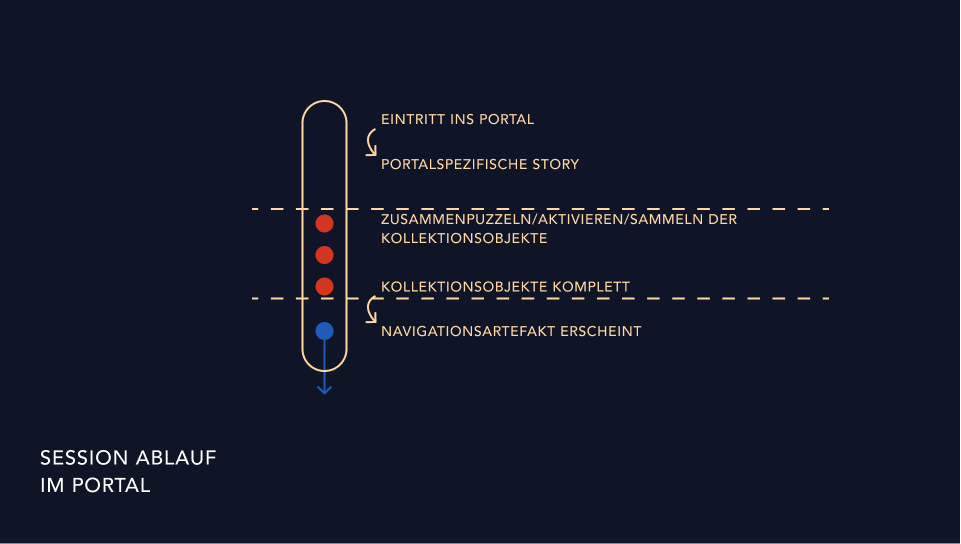 EINTRITT INS PORTAL
PORTALSPEZIFISCHE STORY
ZUSAMMENPUZZELN/AKTIVIEREN/SAMMELN DER
KOLLEKTIONSOBJEKTE
KOLLEKTIONSOBJEKTE KOMPLETT
NAVIGATIONSARTEFAKT ERSCHEINT
SESSION ABLAUF
IM PORTAL